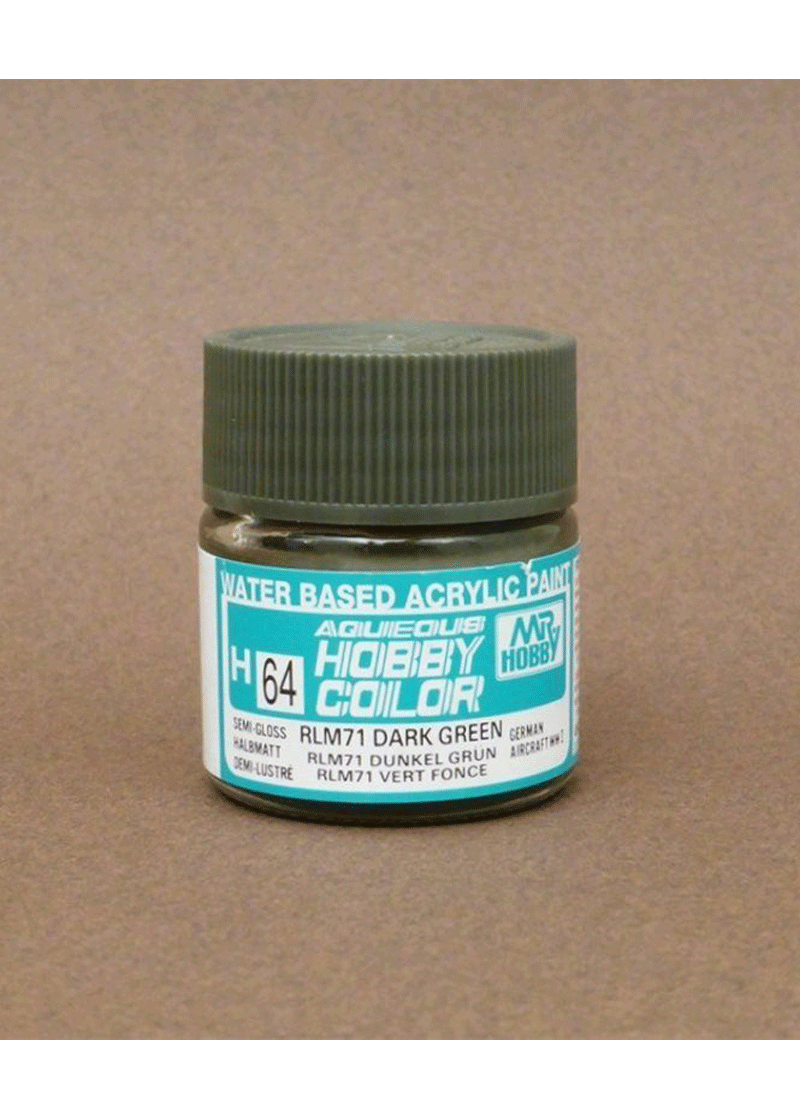 WATER BASED ACRYLIC PAINT
AQUEOUS
HOBBY
COLOR
MR
HOBBY
H 64
SEMI-GLOSS
HALBMATT
DEMI-LUSTRÉ
RLM71 DARK GREEN
RLM71 DUNKEL GRUN
RLM71 VERT FONCE
GERMAN
AIRCRAFT WW